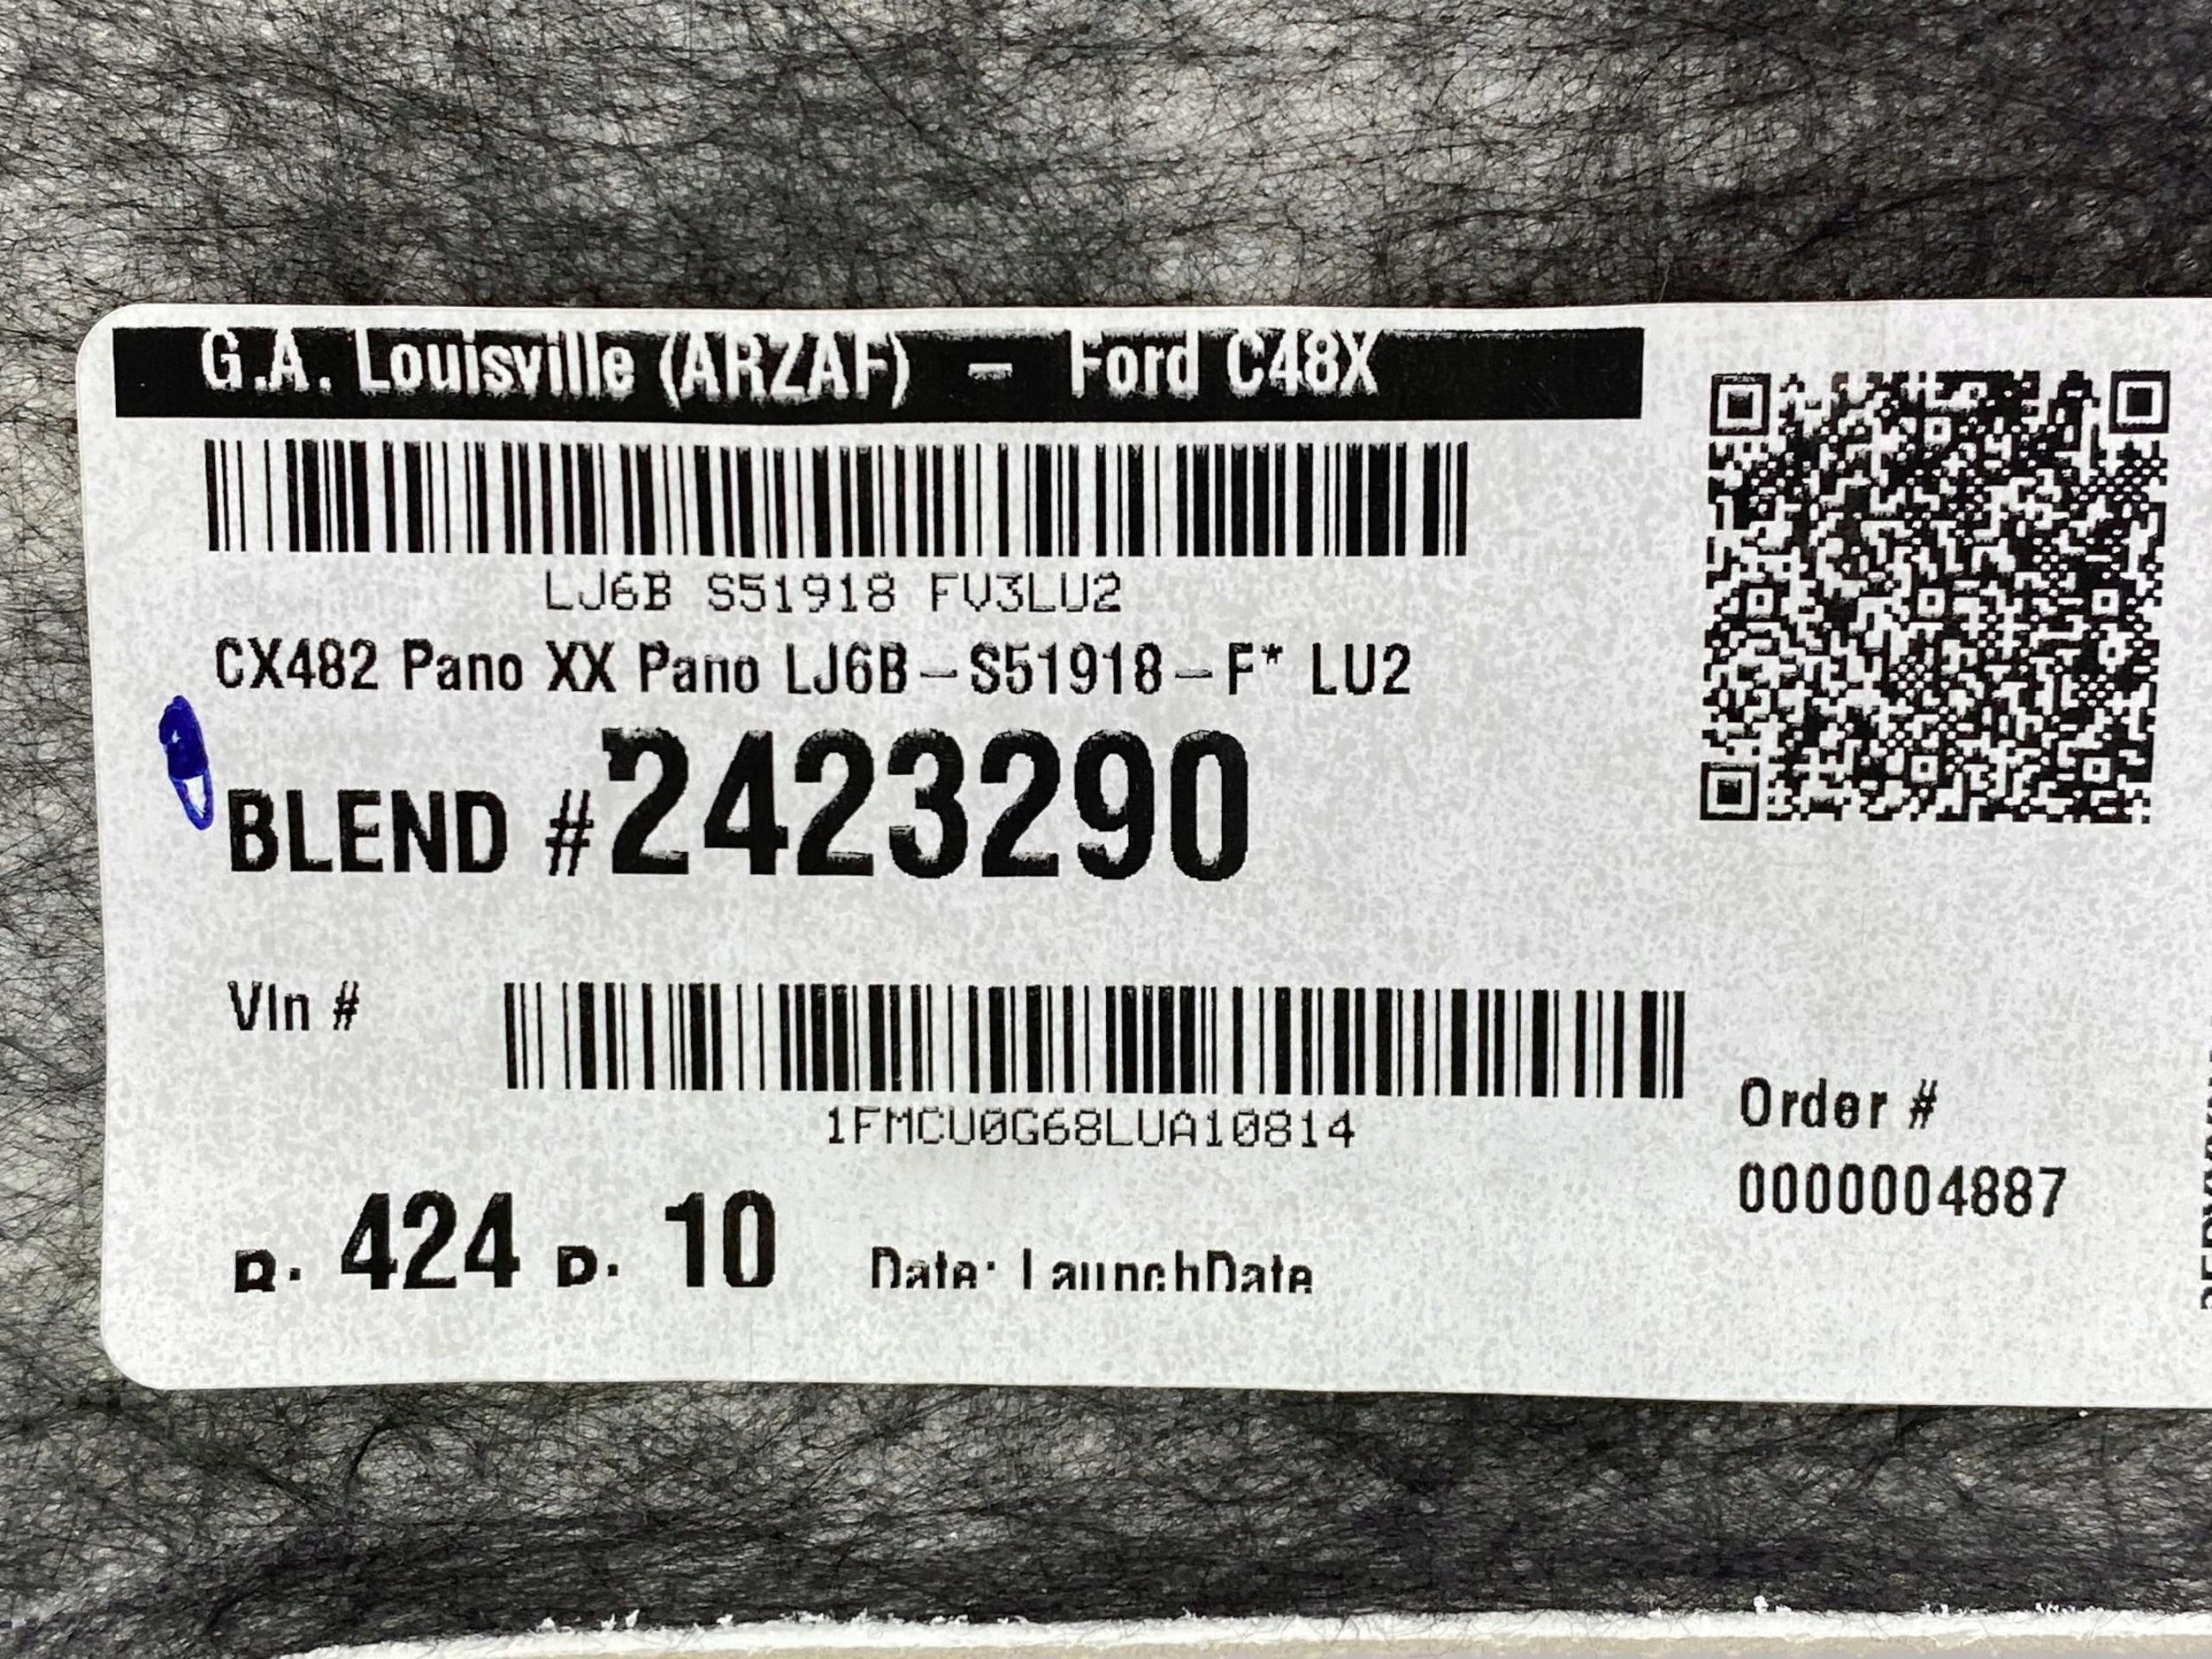 G.A. Louisville (ARZAF) - Ford C48X
LJ6B S51918 FV3LU2
CX482 Pano XX Pano LJ6B-S51918-F* LU2
BLEND #2423290
Vin #
1FMCU0G68LUA10814
Order #
0000004887
R. 424 P. 10 Date: LaunchDate